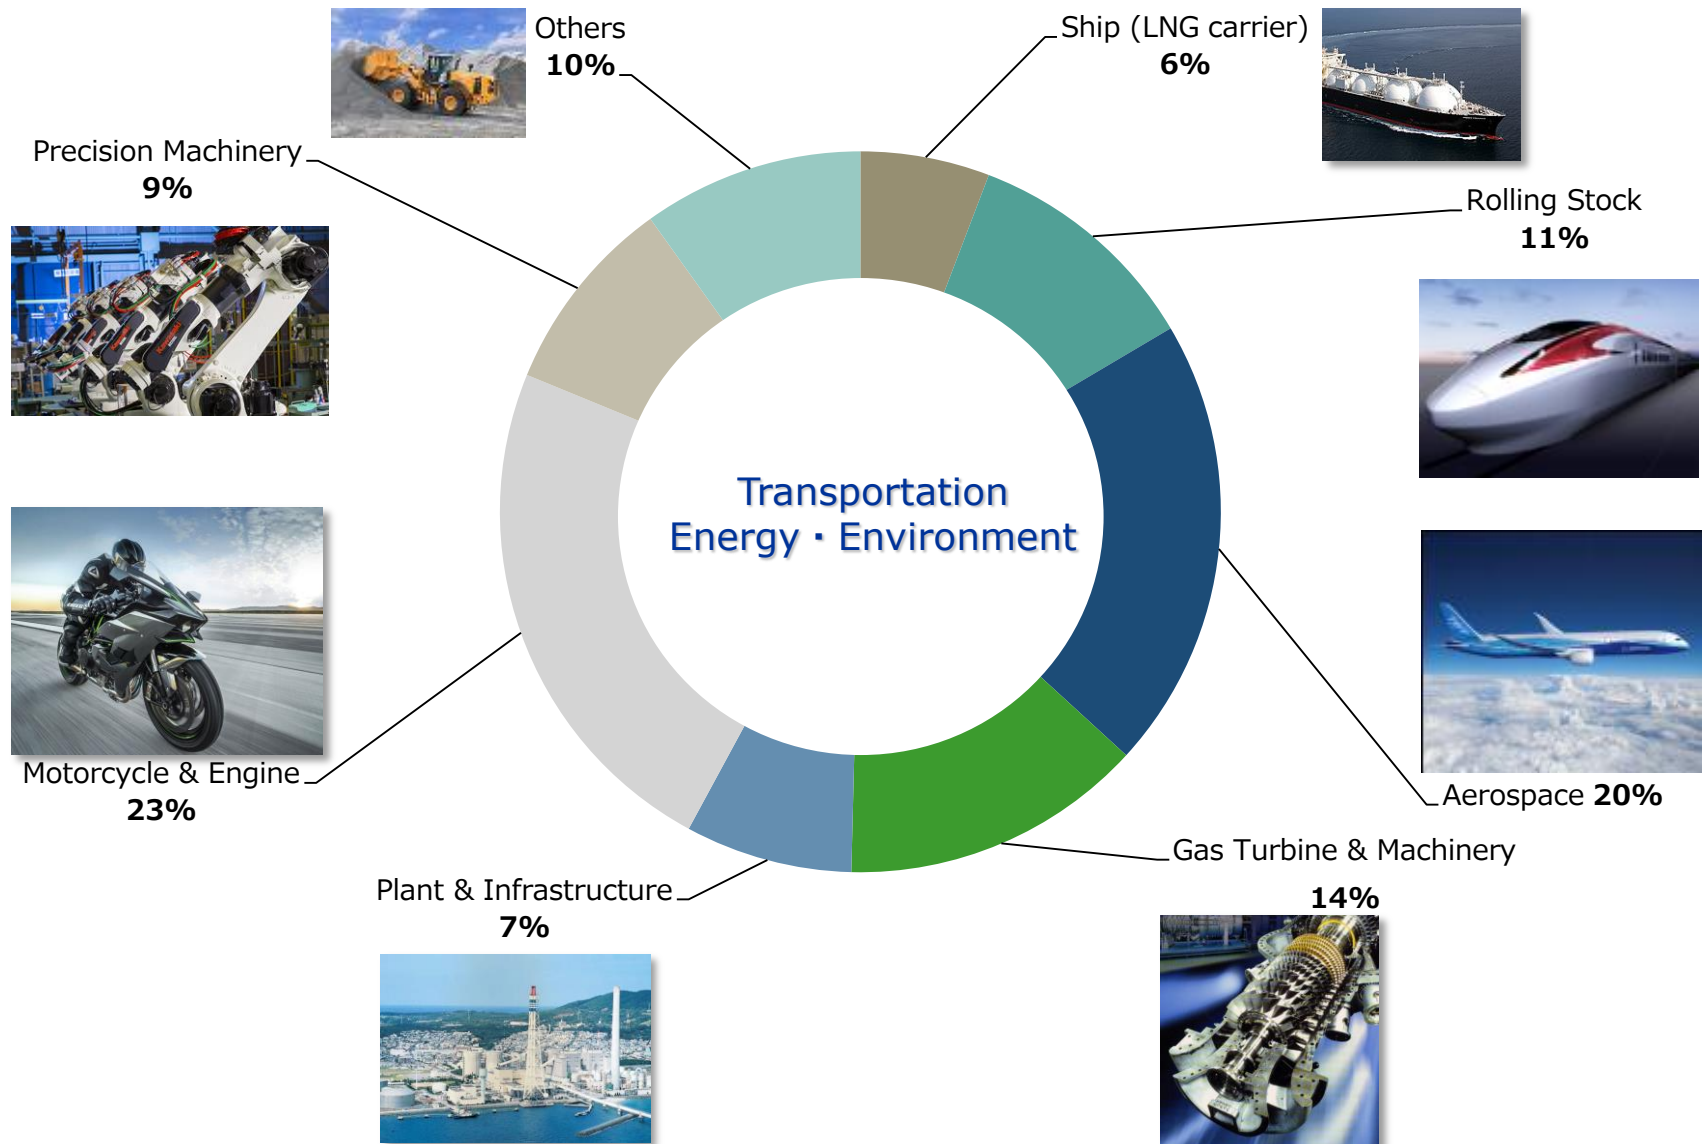 Others
10%
Ship (LNG carrier)
6%
Precision Machinery
9%
Rolling Stock
11%
Transportation
Energy・Environment
Motorcycle & Engine
23%
Aerospace 20%
Gas Turbine & Machinery
14%
Plant & Infrastructure
7%